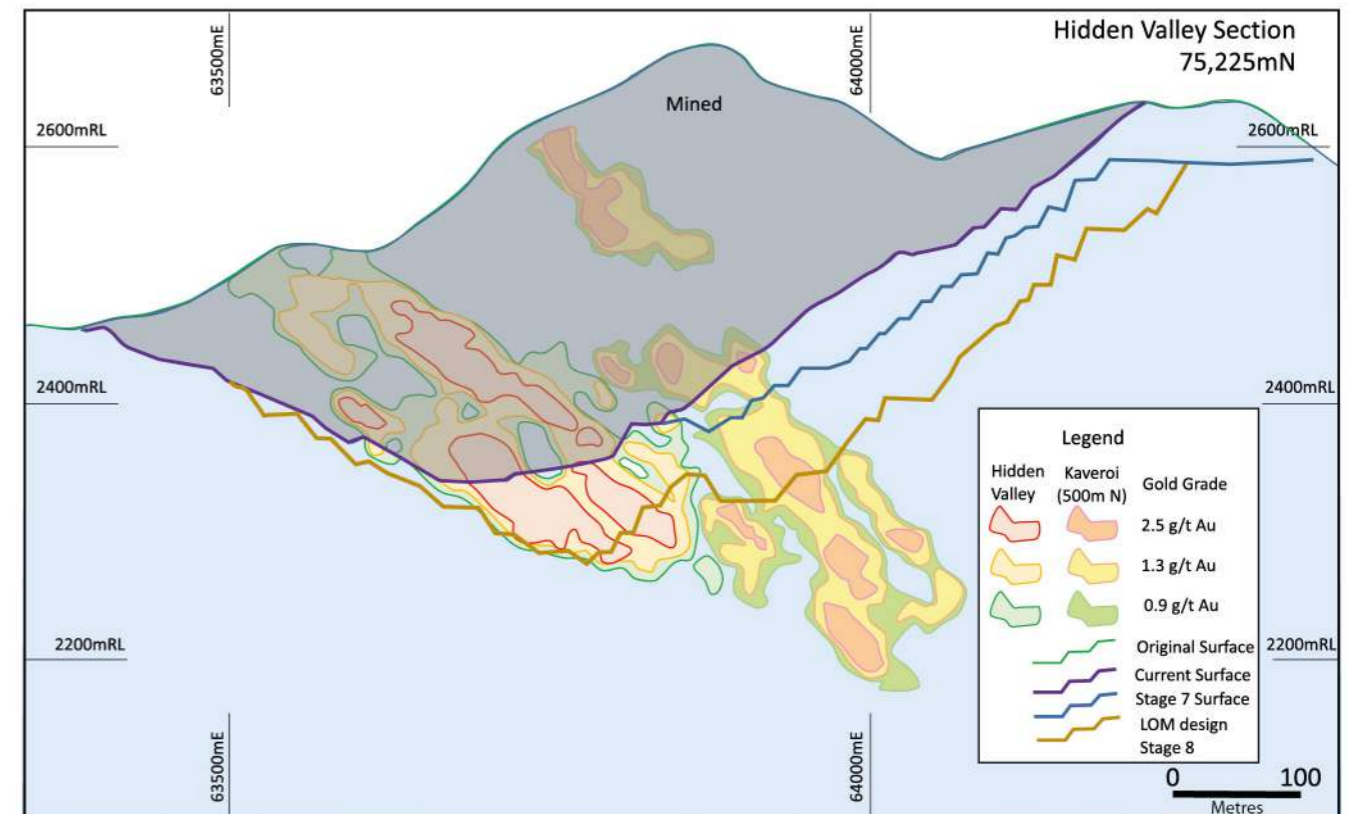 Hidden Valley Section
75,225mN
63500mE
64000mE
Mined
2600mRL
2600mRL
2400mRL
2400mRL
2200mRL
2200mRL
Legend
Hidden
Valley
Kaveroi
(500m N)
Gold Grade
2.5 g/t Au
1.3 g/t Au
0.9 g/t Au
Original Surface
Current Surface
Stage 7 Surface
LOM design
Stage 8
63500mE
64000mE
0 100
Metres